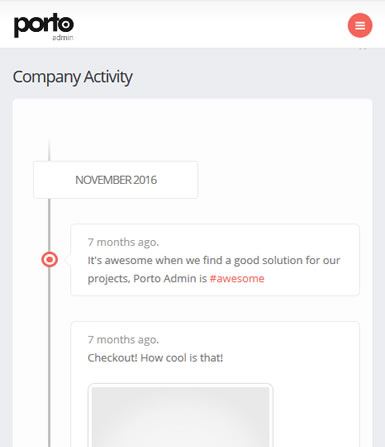 porto
admin
Company Activity
NOVEMBER 2016
7 months ago.
It's awesome when we find a good solution for our
projects, Porto Admin is #awesome
7 months ago.
Checkout! How cool is that!